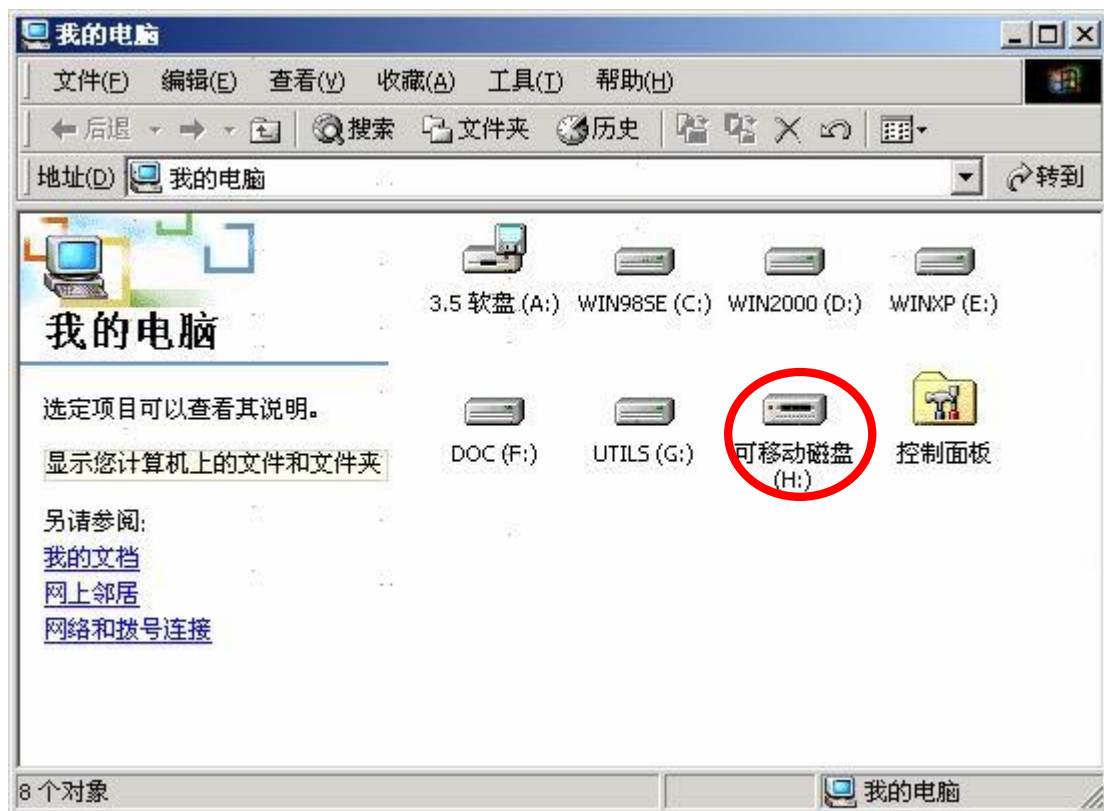 我的电脑
文件(F) 编辑(E) 查看(V) 收藏(A) 工具(T) 帮助(H)
后退 搜索 文件夹 历史
地址(D) 我的电脑 转到
我的电脑
选定项目可以查看其说明。
显示您计算机上的文件和文件夹
另请参阅:
我的文档
网上邻居
网络和拨号连接
3.5 软盘 (A:) WIN98SE (C:) WIN2000 (D:) WINXP (E:)
DOC (F:) UTILS (G:) 可移动磁盘 控制面板
(H:)
8 个对象 我的电脑